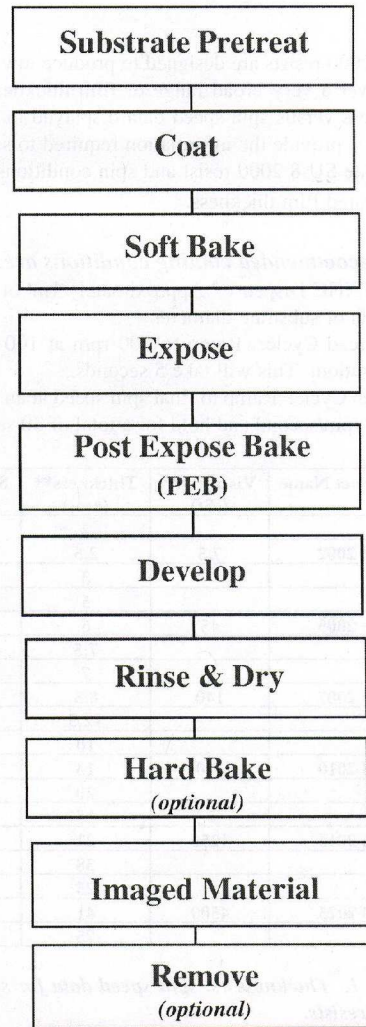 Substrate Pretreat
Coat
Soft Bake
Expose
Post Expose Bake
(PEB)
Develop
Rinse & Dry
Hard Bake
(optional)
Imaged Material
Remove
(optional)